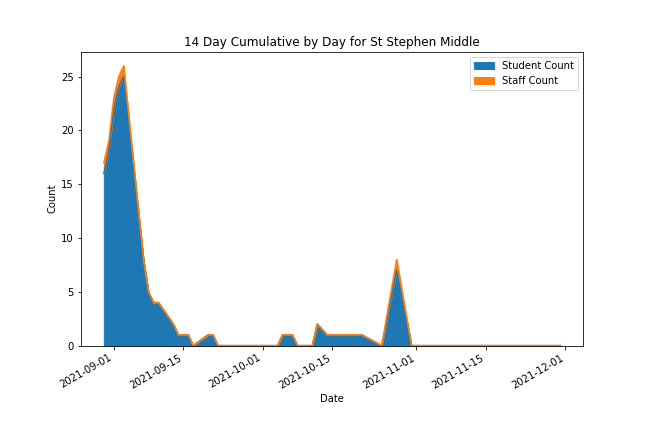 14 Day Cumulative by Day for St Stephen Middle
Student Count
Staff Count
25
20
15
10
5
0
Count
2021-09-01
2021-09-15
2021-10-01
2021-10-15
2021-11-01
2021-11-15
2021-12-01
Date